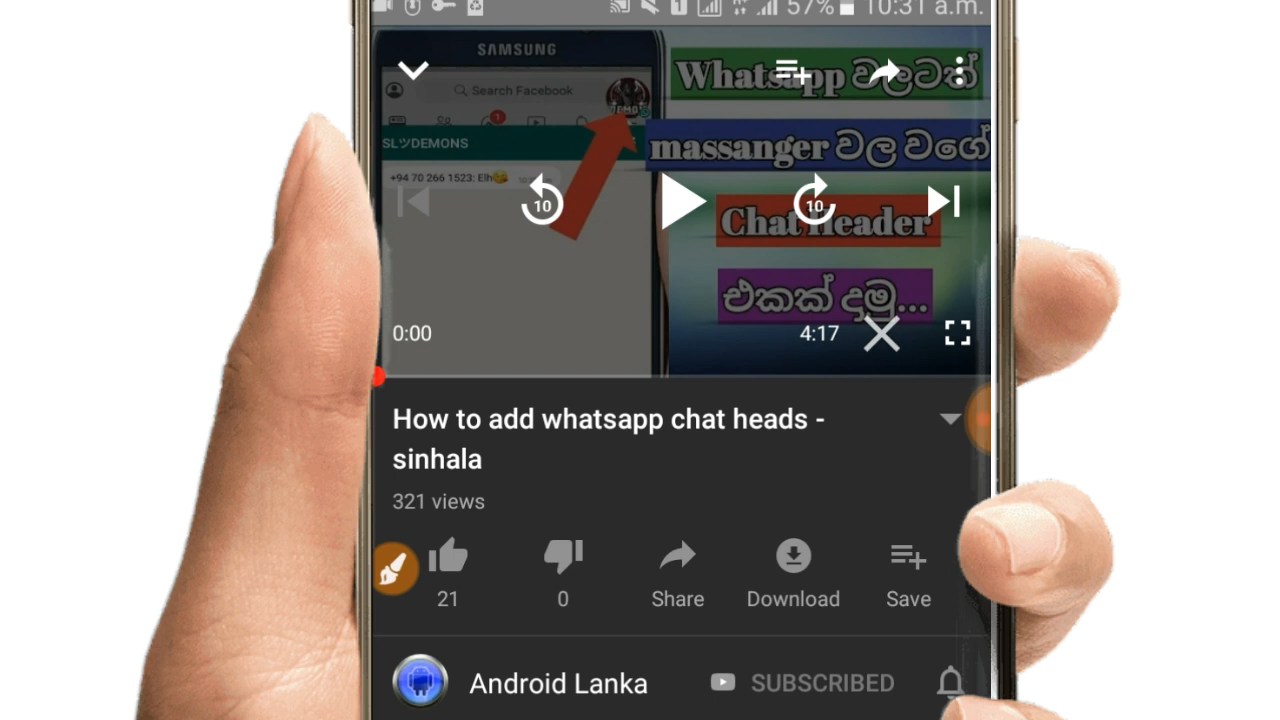 57% 10:31 a.m.
SAMSUNG
Search Facebook
1
SLツDEMONS
+94 70 266 1523: Elh😘
Whatsapp වලටත්
massanger වල වගේ
Chat Header
එකක් දැමු...
10
10
0:00
4:17
How to add whatsapp chat heads -
sinhala
321 views
21
0
Share
Download
Save
Android Lanka
SUBSCRIBED